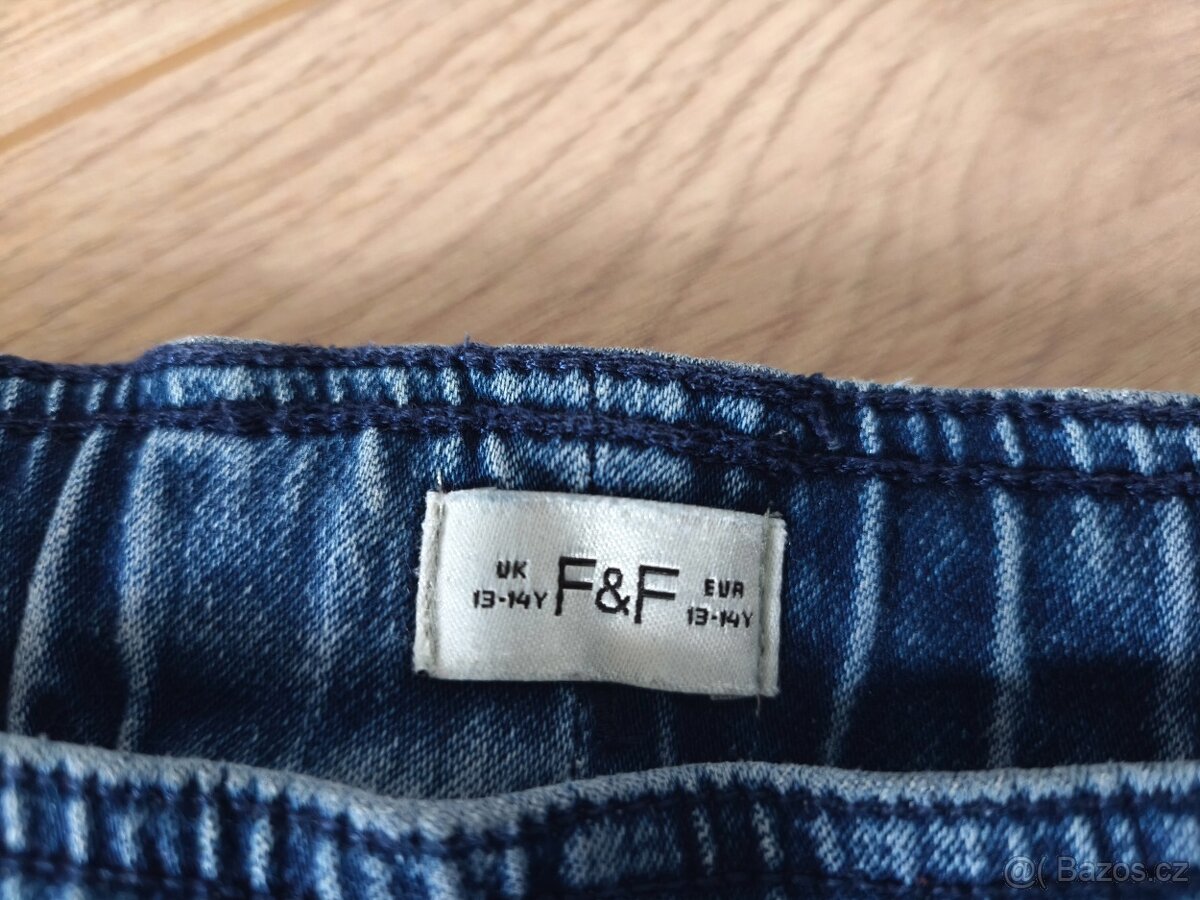 UK
13-14Y
F&F
EUR
13-14Y
Bazos.cz